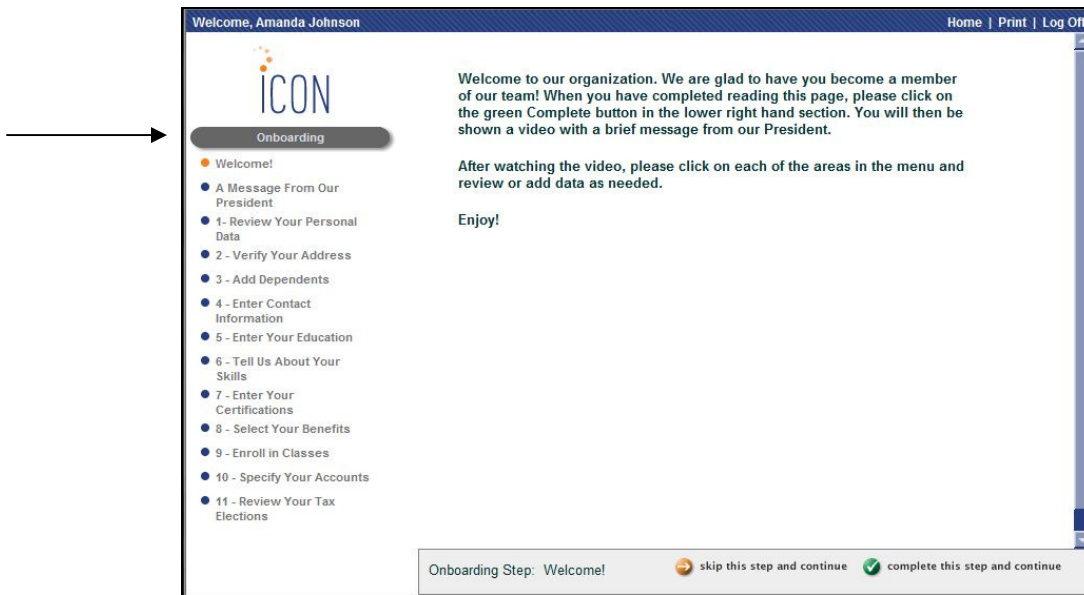 Welcome, Amanda Johnson
Home | Print | Log Off
iCON
Onboarding
Welcome!
A Message From Our
President
1- Review Your Personal
Data
2 - Verify Your Address
3 - Add Dependents
4 - Enter Contact
Information
5 - Enter Your Education
6 - Tell Us About Your
Skills
7 - Enter Your
Certifications
8 - Select Your Benefits
9 - Enroll in Classes
10 - Specify Your Accounts
11 - Review Your Tax
Elections
Welcome to our organization. We are glad to have you become a member
of our team! When you have completed reading this page, please click on
the green Complete button in the lower right hand section. You will then be
shown a video with a brief message from our President.
After watching the video, please click on each of the areas in the menu and
review or add data as needed.
Enjoy!
Onboarding Step: Welcome!
skip this step and continue
complete this step and continue